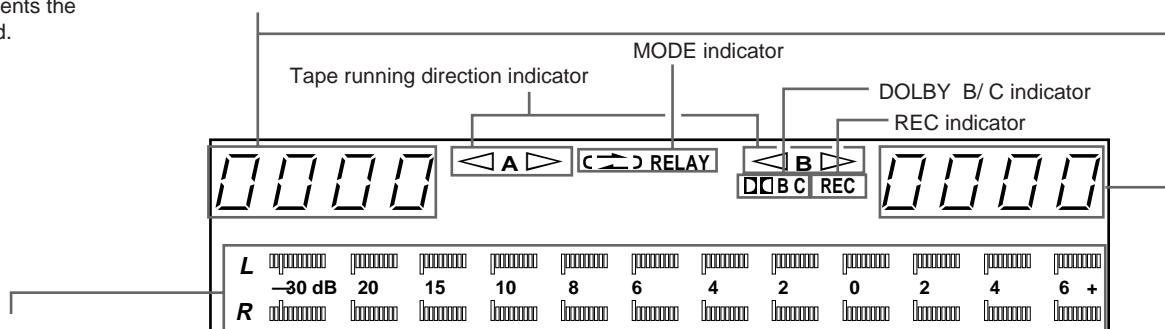 ents the
d.
MODE indicator
Tape running direction indicator
DOLBY B/ C indicator
REC indicator
0000 A RELAY B 0000
B C REC
L
—30 dB 20 15 10 8 6 4 2 0 2 4 6 +
R